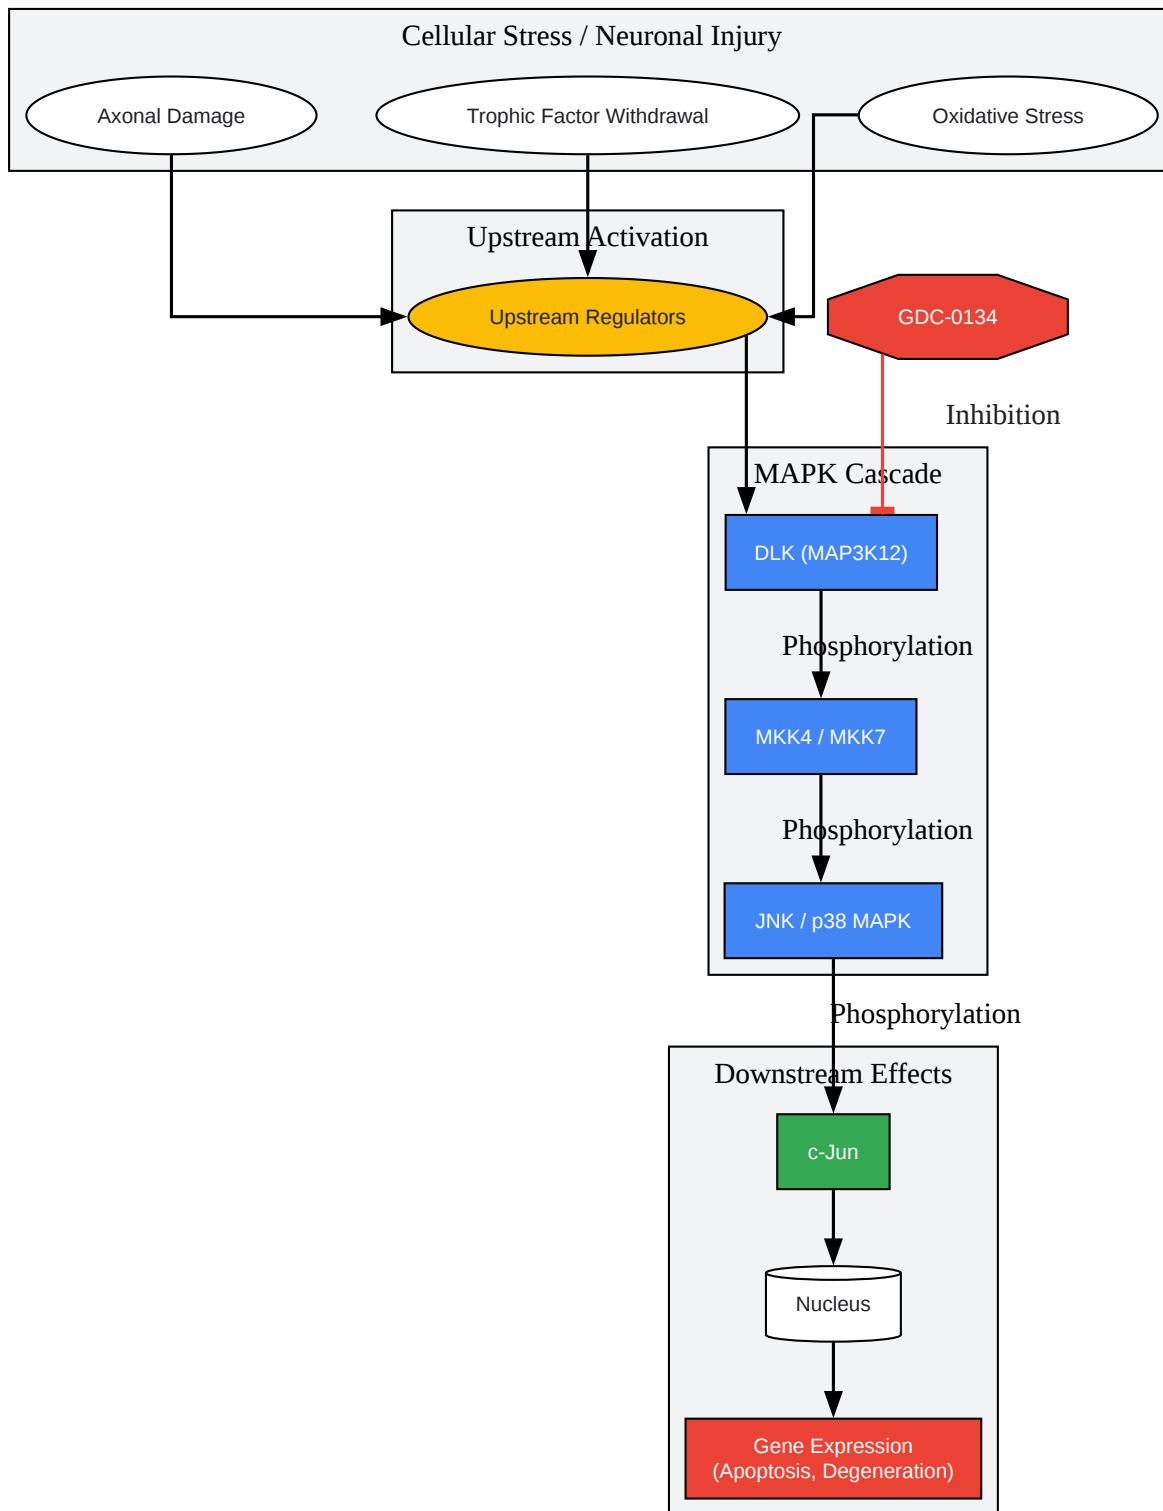 Cellular Stress / Neuronal Injury
Axonal Damage
Trophic Factor Withdrawal
Oxidative Stress
Upstream Activation
Upstream Regulators
GDC-0134
Inhibition
MAPK Cascade
DLK (MAP3K12)
Phosphorylation
MKK4 / MKK7
Phosphorylation
JNK / p38 MAPK
Phosphorylation
Downstream Effects
c-Jun
Nucleus
Gene Expression
(Apoptosis, Degeneration)